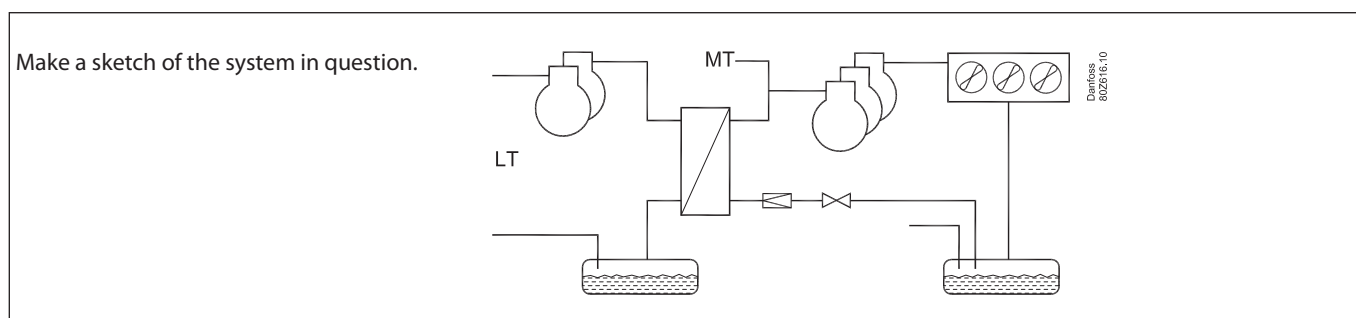 Make a sketch of the system in question.
MT
LT
Danfoss
80Z616.10